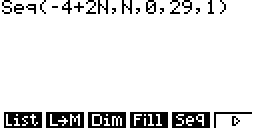 Seq(-4+2N,N,0,29,1)
List L→M Dim Fill Seq ▷